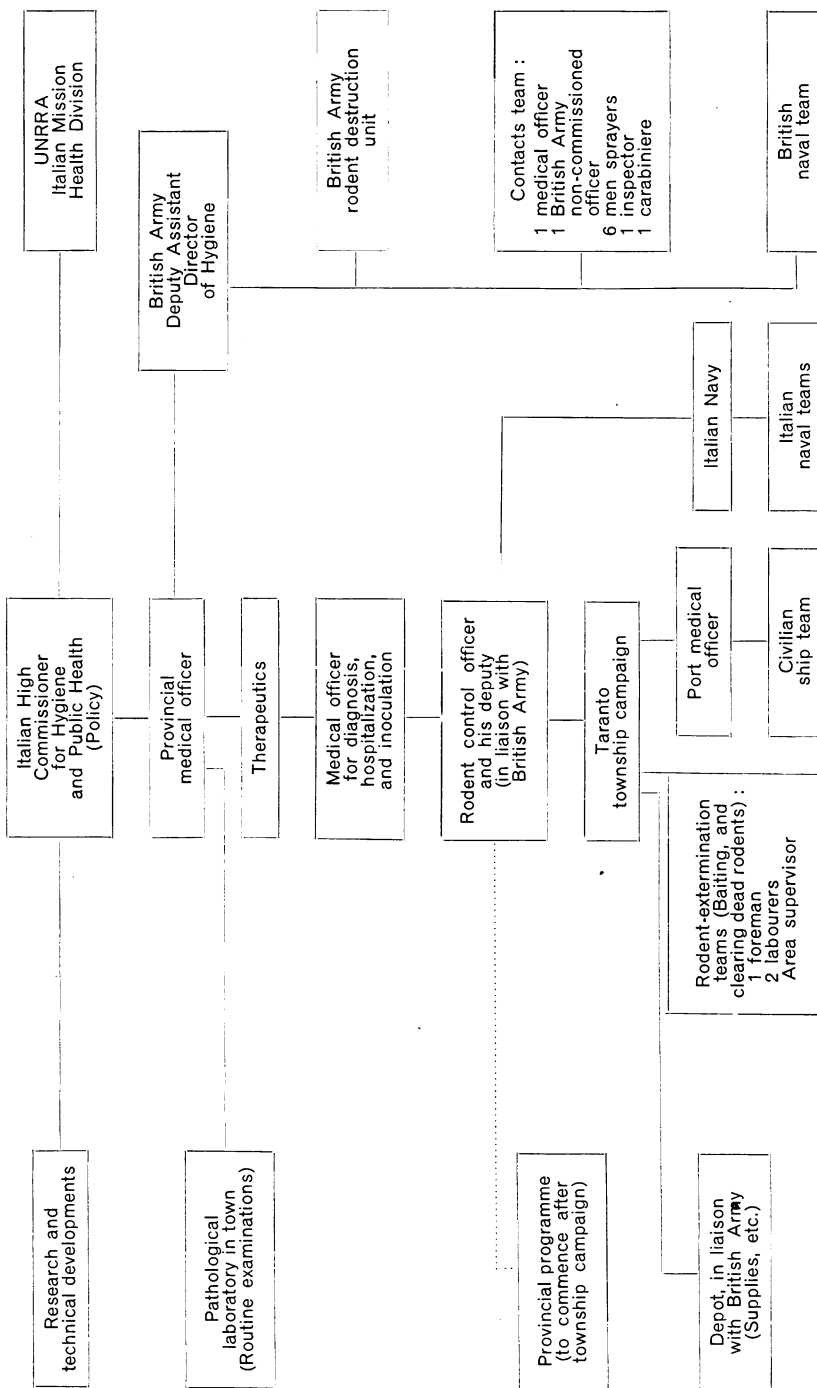 Research and
technical developments
Italian High
Commissioner
for Hygiene
and Public Health
(Policy)
UNRRA
Italian Mission
Health Division
Pathological
laboratory in town
(Routine examinations)
Provincial
medical officer
British Army
Deputy Assistant
Director
of Hygiene
Therapeutics
Medical officer
for diagnosis,
hospitalization,
and inoculation
British Army
rodent destruction
unit
Provincial programme
(to commence after
township campaign)
Rodent control officer
and his deputy
(in liaison with
British Army)
Contacts team :
1 medical officer
1 British Army
non-commissioned
officer
6 men sprayers
1 inspector
1 carabiniere
Taranto
township campaign
Depot, in liaison
with British Army
(Supplies, etc.)
Rodent-extermination
teams (Baiting, and
clearing dead rodents) :
1 foreman
2 labourers
Area supervisor
Port medical
officer
Italian Navy
Civilian
ship team
Italian
naval teams
British
naval team